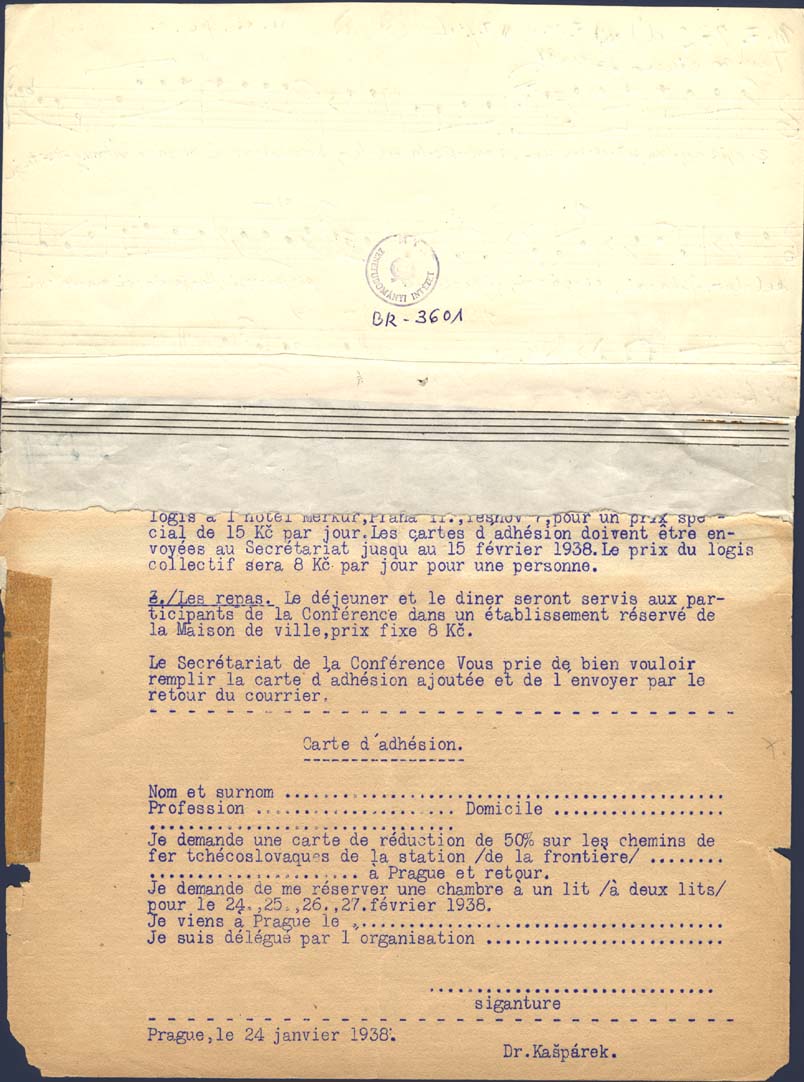 ZENETUDOMÁNYI INTÉZET
BR - 3601
logis à l'hôtel Merkur,Praha II.,Těšnov 7,pour un prix spé -
cial de 15 Kč par jour.Les cartes d'adhésion doivent être en-
voyées au Secrétariat jusqu au 15 février 1938.Le prix du logis
collectif sera 8 Kč par jour pour une personne.
3./Les repas. Le déjeuner et le diner seront servis aux par-
ticipants de la Conférence dans un établissement réservé de
la Maison de ville,prix fixe 8 Kč.
Le Secrétariat de la Conférence Vous prie de bien vouloir
remplir la carte d'adhésion ajoutée et de l'envoyer par le
retour du courrier.
- - - - - - - - - - - - - - - - - - - - - - - - - - - - - - - -
Carte d'adhésion.
Nom et surnom ................................................
Profession ..................... Domicile ..................
................................
Je demande une carte de réduction de 50% sur les chemins de
fer tchécoslovaques de la station /de la frontière/ ........
...................... à Prague et retour.
Je demande de me réserver une chambre à un lit /à deux lits/
pour le 24.,25.,26.,27.février 1938.
Je viens à Prague le ........................................
Je suis délégué par l'organisation .........................
..............................
siganture
- - - - - - - - - - - - - - - - - - - - - - - - - - - - - - - -
Prague,le 24 janvier 1938.
Dr.Kašpárek.